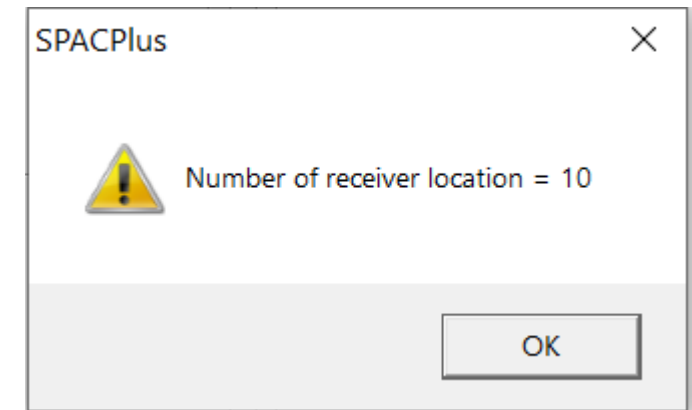 SPACPlus
Number of receiver location = 10
OK